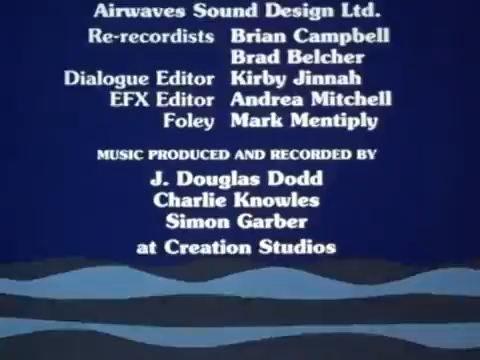 Airwaves Sound Design Ltd.
Re-recordists Brian Campbell
Brad Belcher
Dialogue Editor Kirby Jinnah
EFX Editor Andrea Mitchell
Foley Mark Mentiply
MUSIC PRODUCED AND RECORDED BY
J. Douglas Dodd
Charlie Knowles
Simon Garber
at Creation Studios